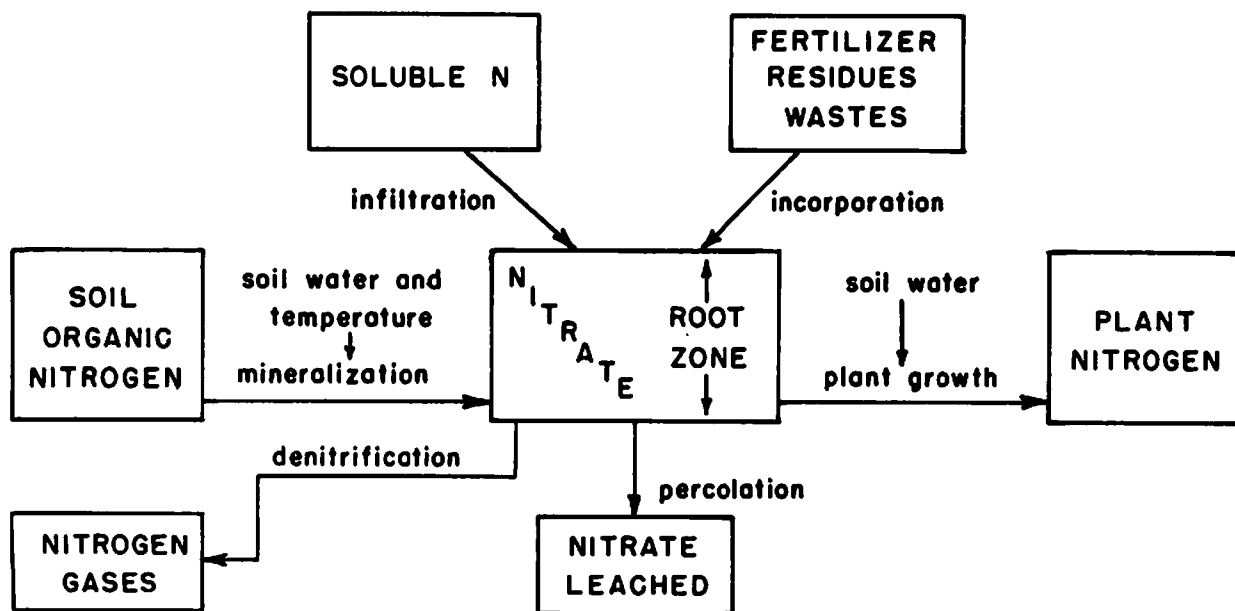 SOLUBLE N
FERTILIZER
RESIDUES
WASTES
infiltration
incorporation
SOIL
ORGANIC
NITROGEN
soil water and
temperature
mineralization
NITRATE
ROOT
ZONE
soil water
plant growth
PLANT
NITROGEN
denitrification
percolation
NITROGEN
GASES
NITRATE
LEACHED